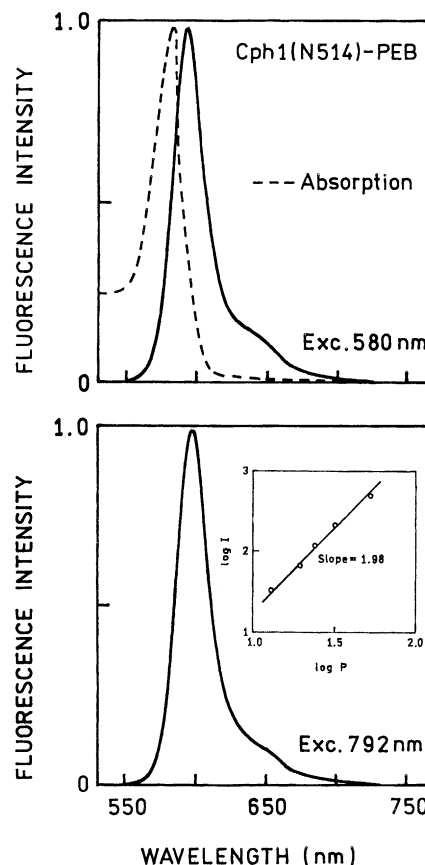 1.0
Cph1(N514)-PEB
--- Absorption
FLUORESCENCE INTENSITY
Exc. 580 nm
0
1.0
3
log I
2
Slope = 1.98
1
1.0 1.5 2.0
log P
FLUORESCENCE INTENSITY
Exc. 792 nm
0
550 650 750
WAVELENGTH (nm)